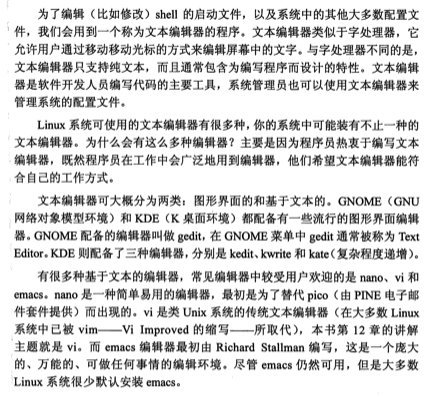 为了编辑（比如修改）shell 的启动文件，以及系统中的其他大多数配置文
件，我们会用到一个称为文本编辑器的程序。文本编辑器类似于字处理器，它
允许用户通过移动移动光标的方式来编辑屏幕中的文字。与字处理器不同的是，
文本编辑器只支持纯文本，而且通常包含为编写程序而设计的特性。文本编辑
器是软件开发人员编写代码的主要工具，系统管理员也可以使用文本编辑器来
管理系统的配置文件。
Linux 系统可使用的文本编辑器有很多种，你的系统中可能装有不止一种的
文本编辑器。为什么会有这么多种编辑器？主要是因为程序员热衷于编写文本
编辑器，既然程序员在工作中会广泛地用到编辑器，他们希望文本编辑器能符
合自己的工作方式。
文本编辑器可大概分为两类：图形界面的和基于文本的。GNOME（GNU
网络对象模型环境）和 KDE（K 桌面环境）都配备有一些流行的图形界面编辑
器。GNOME 配备的编辑器叫做 gedit，在 GNOME 菜单中 gedit 通常被称为 Text
Editor。KDE 则配备了三种编辑器，分别是 kedit、kwrite 和 kate（复杂程度递增）。
有很多种基于文本的编辑器，常见编辑器中较受用户欢迎的是 nano、vi 和
emacs。nano 是一种简单易用的编辑器，最初是为了替代 pico（由 PINE 电子邮
件套件提供）而出现的。vi 是类 Unix 系统的传统文本编辑器（在大多数 Linux
系统中已被 vim——Vi Improved 的缩写——所取代），本书第 12 章的讲解
主题就是 vi。而 emacs 编辑器最初由 Richard Stallman 编写，这是一个庞大
的、万能的、可做任何事情的编辑环境。尽管 emacs 仍然可用，但是大多数
Linux 系统很少默认安装 emacs。